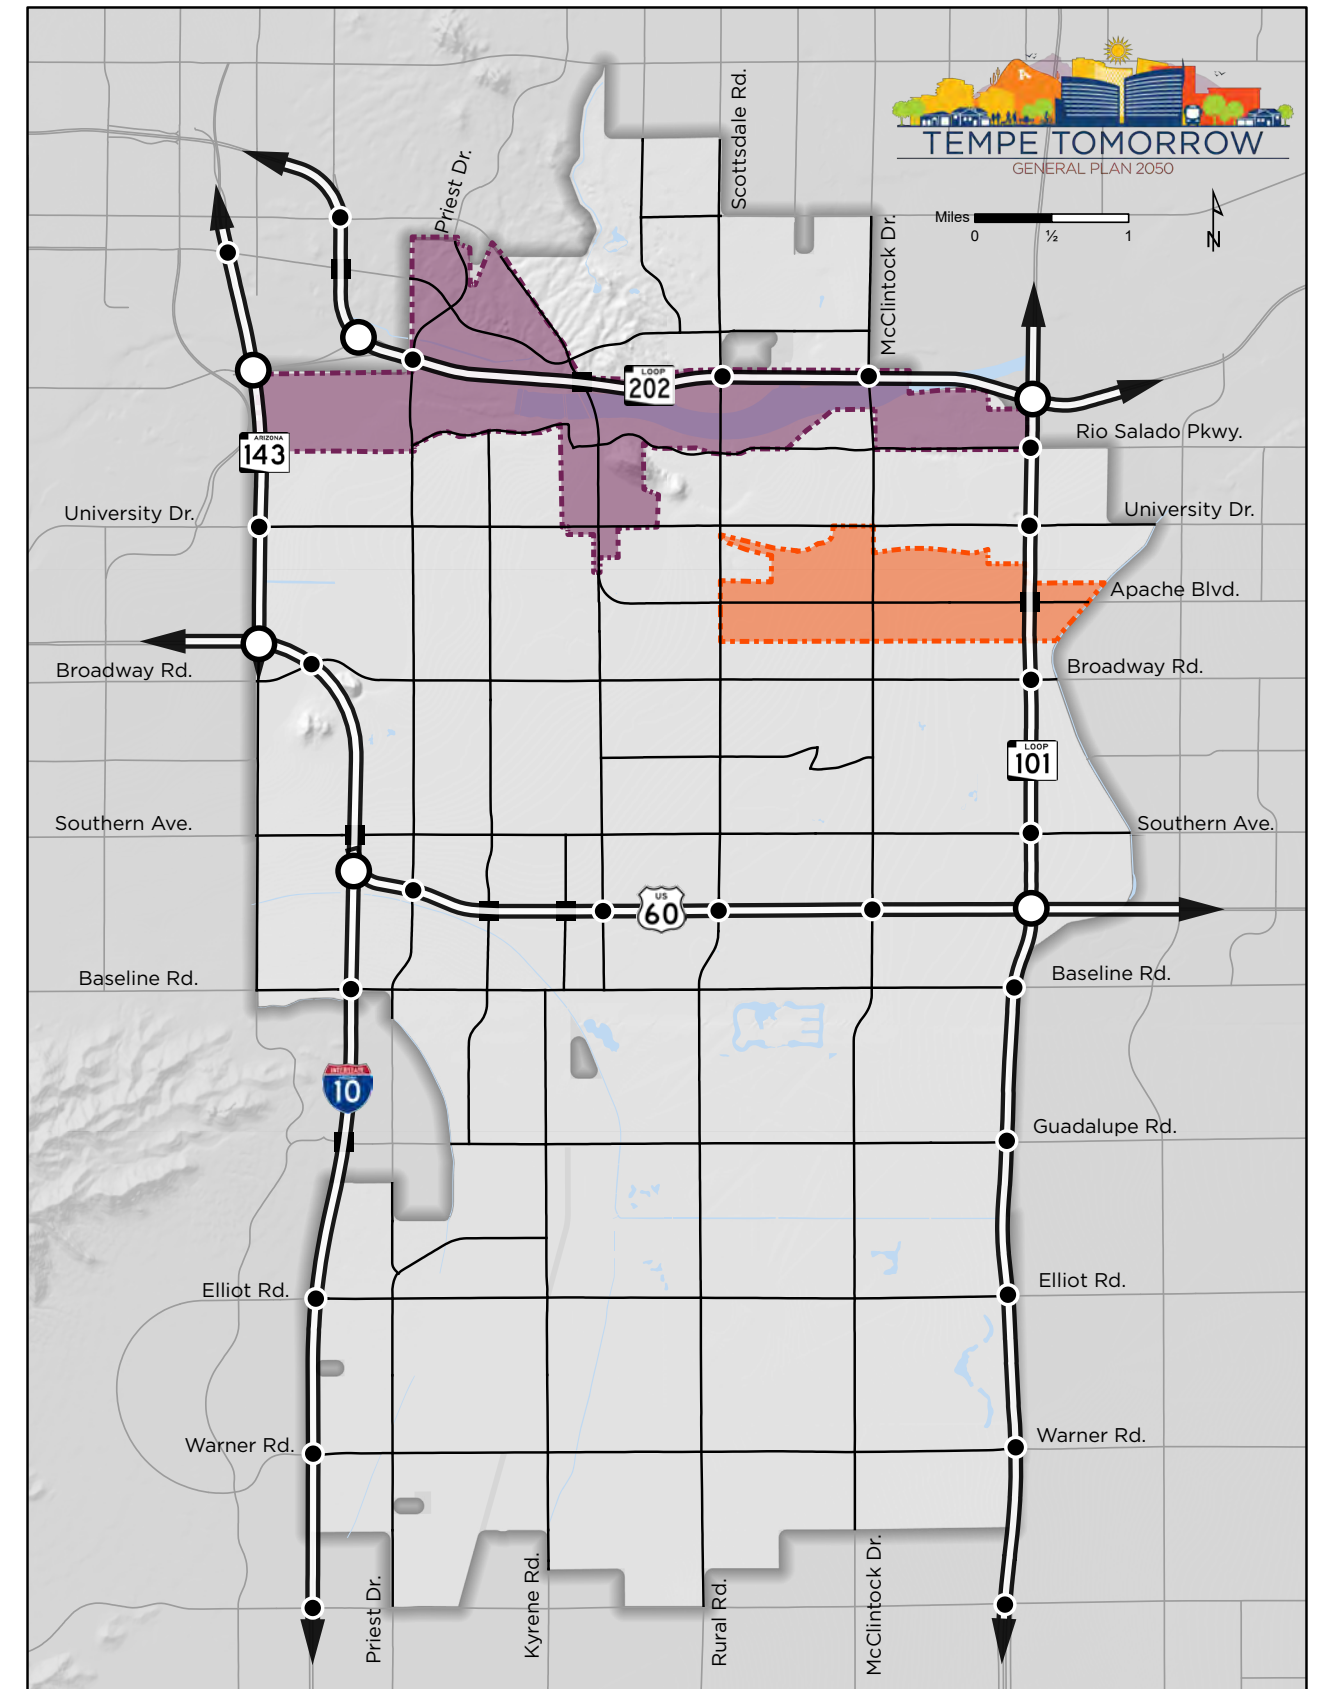 TEMPE TOMORROW
GENERAL PLAN 2050
Scottsdale Rd.
Priest Dr.
McClintock Dr.
Miles
0 ½ 1
N
LOOP
202
ARIZONA
143
Rio Salado Pkwy.
University Dr.
University Dr.
Apache Blvd.
Broadway Rd.
Broadway Rd.
LOOP
101
Southern Ave.
Southern Ave.
US
60
Baseline Rd.
Baseline Rd.
INTERSTATE
10
Guadalupe Rd.
Elliot Rd.
Elliot Rd.
Warner Rd.
Warner Rd.
Priest Dr.
Kyrene Rd.
Rural Rd.
McClintock Dr.